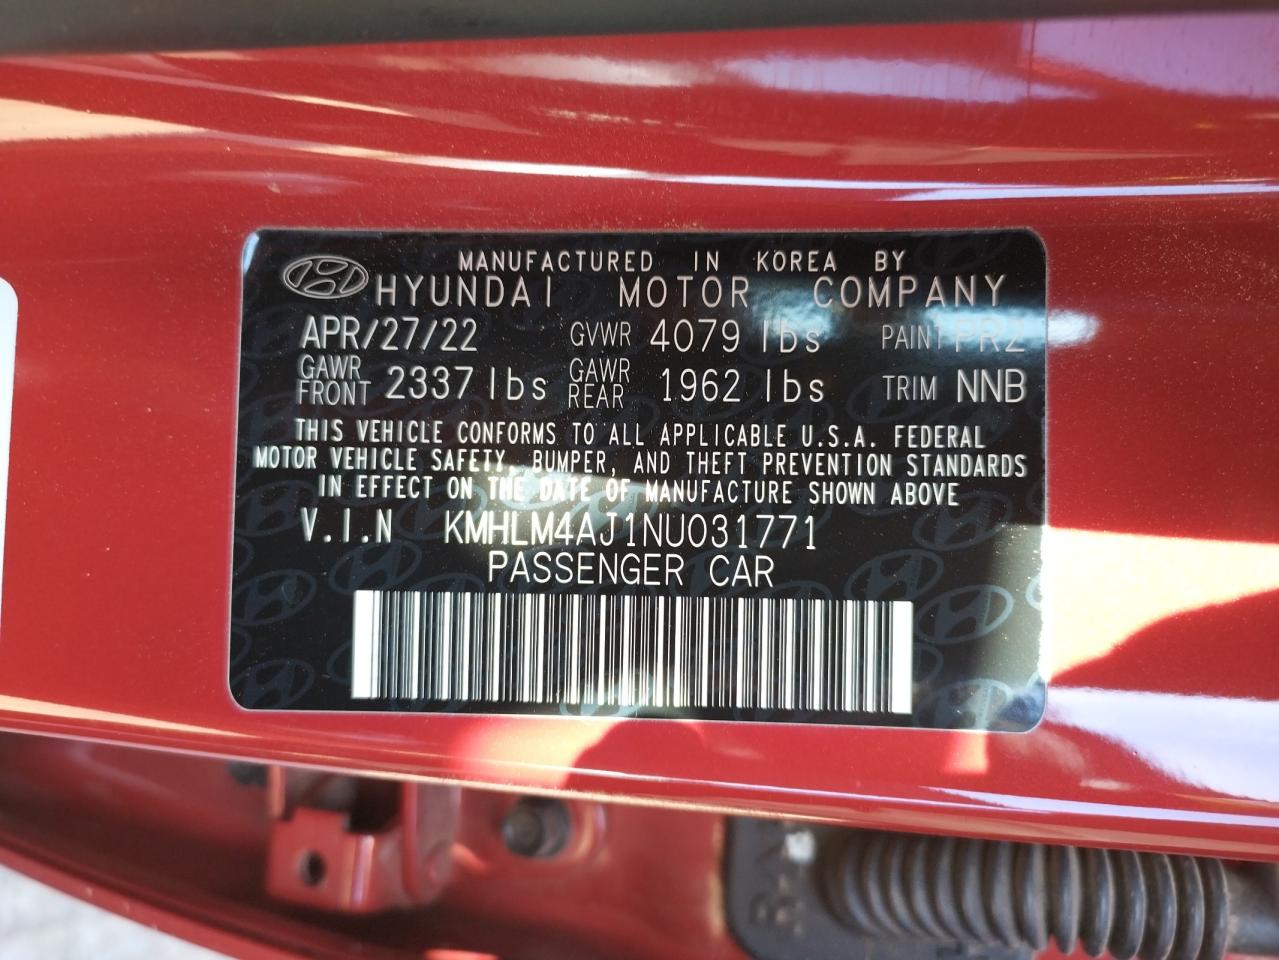 MANUFACTURED IN KOREA BY
HYUNDAI MOTOR COMPANY
APR/27/22 GVWR 4079 lbs PAINT PR2
GAWR FRONT 2337 lbs GAWR REAR 1962 lbs TRIM NNB
THIS VEHICLE CONFORMS TO ALL APPLICABLE U.S.A. FEDERAL
MOTOR VEHICLE SAFETY, BUMPER, AND THEFT PREVENTION STANDARDS
IN EFFECT ON THE DATE OF MANUFACTURE SHOWN ABOVE
V.I.N KMHLM4AJ1NU031771
PASSENGER CAR